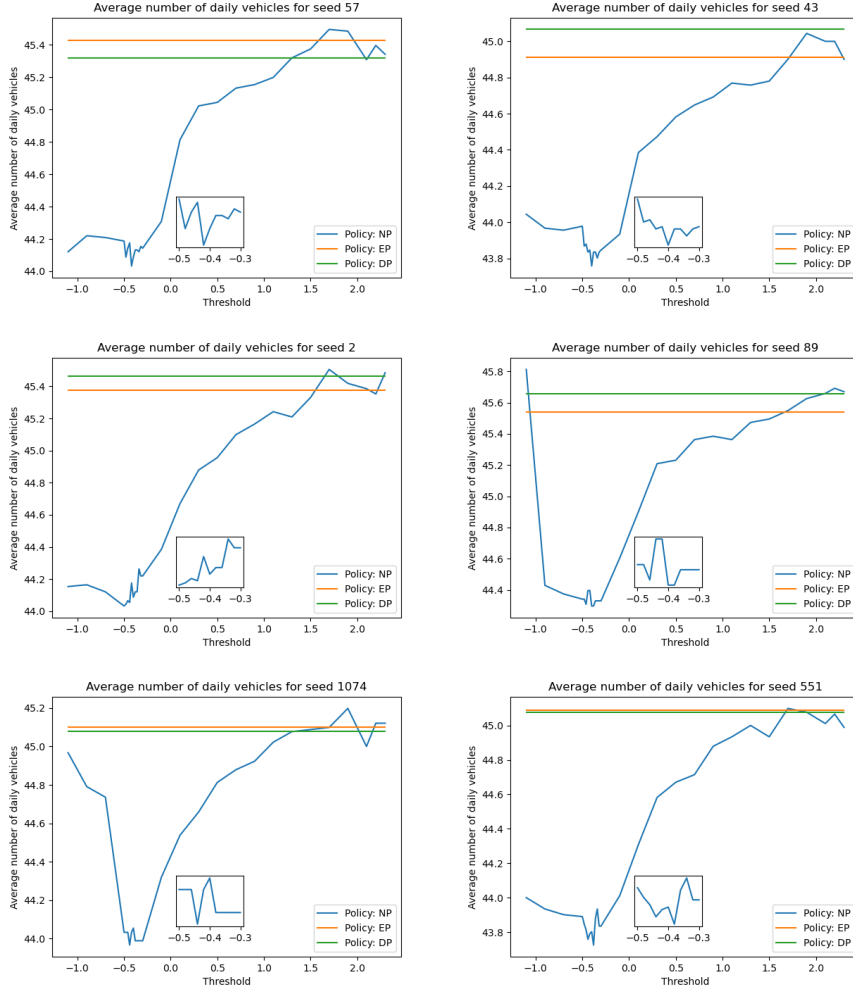 Average number of daily vehicles for seed 57
Average number of daily vehicles
45.4
45.2
45.0
44.8
44.6
44.4
44.2
44.0
−0.5 −0.4 −0.3
Policy: NP
Policy: EP
Policy: DP
−1.0 −0.5 0.0 0.5 1.0 1.5 2.0
Threshold
Average number of daily vehicles for seed 43
Average number of daily vehicles
45.0
44.8
44.6
44.4
44.2
44.0
43.8
−0.5 −0.4 −0.3
Policy: NP
Policy: EP
Policy: DP
−1.0 −0.5 0.0 0.5 1.0 1.5 2.0
Threshold
Average number of daily vehicles for seed 2
Average number of daily vehicles
45.4
45.2
45.0
44.8
44.6
44.4
44.2
44.0
−0.5 −0.4 −0.3
Policy: NP
Policy: EP
Policy: DP
−1.0 −0.5 0.0 0.5 1.0 1.5 2.0
Threshold
Average number of daily vehicles for seed 89
Average number of daily vehicles
45.8
45.6
45.4
45.2
45.0
44.8
44.6
44.4
−0.5 −0.4 −0.3
Policy: NP
Policy: EP
Policy: DP
−1.0 −0.5 0.0 0.5 1.0 1.5 2.0
Threshold
Average number of daily vehicles for seed 1074
Average number of daily vehicles
45.2
45.0
44.8
44.6
44.4
44.2
44.0
−0.5 −0.4 −0.3
Policy: NP
Policy: EP
Policy: DP
−1.0 −0.5 0.0 0.5 1.0 1.5 2.0
Threshold
Average number of daily vehicles for seed 551
Average number of daily vehicles
45.0
44.8
44.6
44.4
44.2
44.0
43.8
−0.5 −0.4 −0.3
Policy: NP
Policy: EP
Policy: DP
−1.0 −0.5 0.0 0.5 1.0 1.5 2.0
Threshold